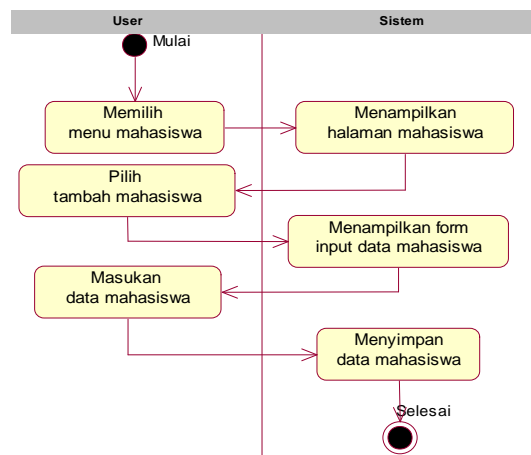 User
Sistem
Mulai
Memilih
menu mahasiswa
Menampilkan
halaman mahasiswa
Pilih
tambah mahasiswa
Menampilkan form
input data mahasiswa
Masukan
data mahasiswa
Menyimpan
data mahasiswa
Selesai